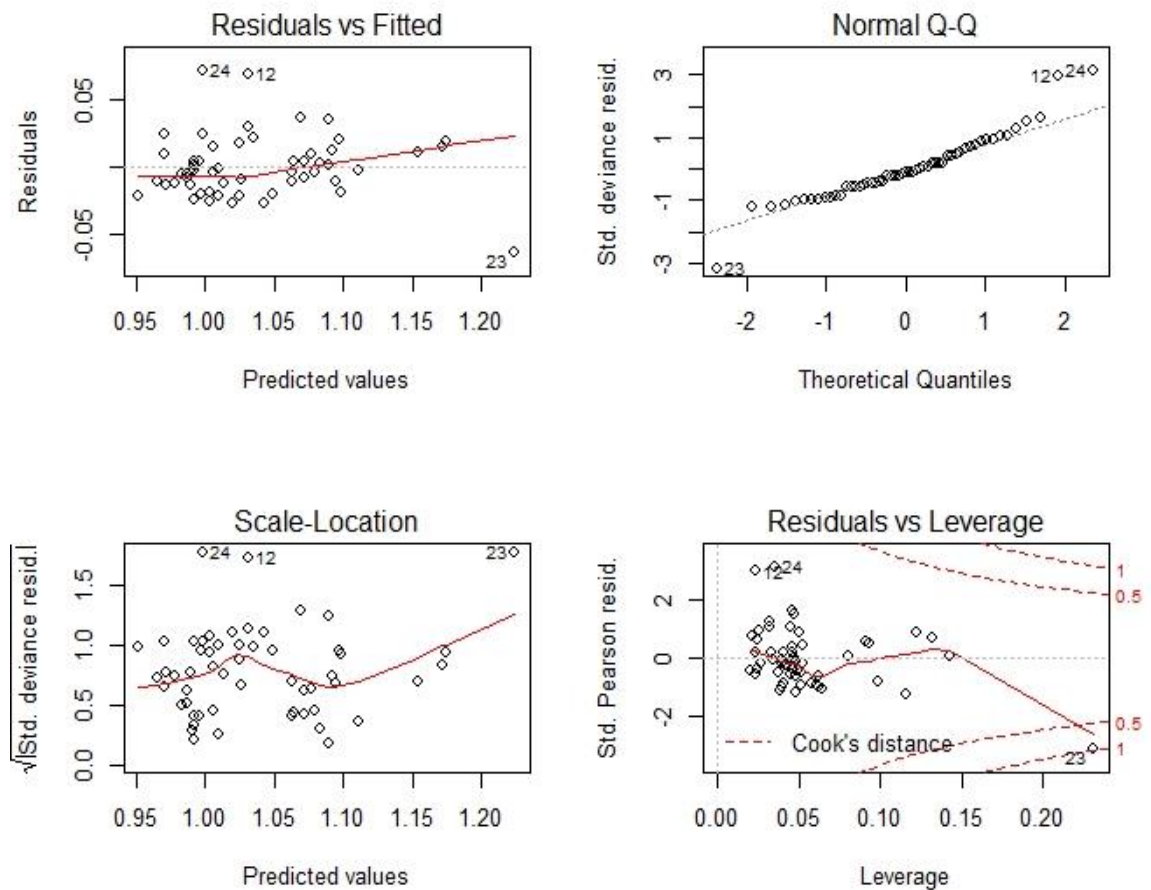 Residuals vs Fitted
Residuals
0.05
-0.05
24
12
23
0.95 1.00 1.05 1.10 1.15 1.20
Predicted values
Normal Q-Q
Std. deviance resid.
3
1
-1
-3
12
24
23
-2 -1 0 1 2
Theoretical Quantiles
Scale-Location
√|Std. deviance resid.|
1.5
1.0
0.5
0.0
24
12
23
0.95 1.00 1.05 1.10 1.15 1.20
Predicted values
Residuals vs Leverage
Std. Pearson resid.
2
0
-2
12
24
23
1
0.5
0.5
1
Cook's distance
0.00 0.05 0.10 0.15 0.20
Leverage